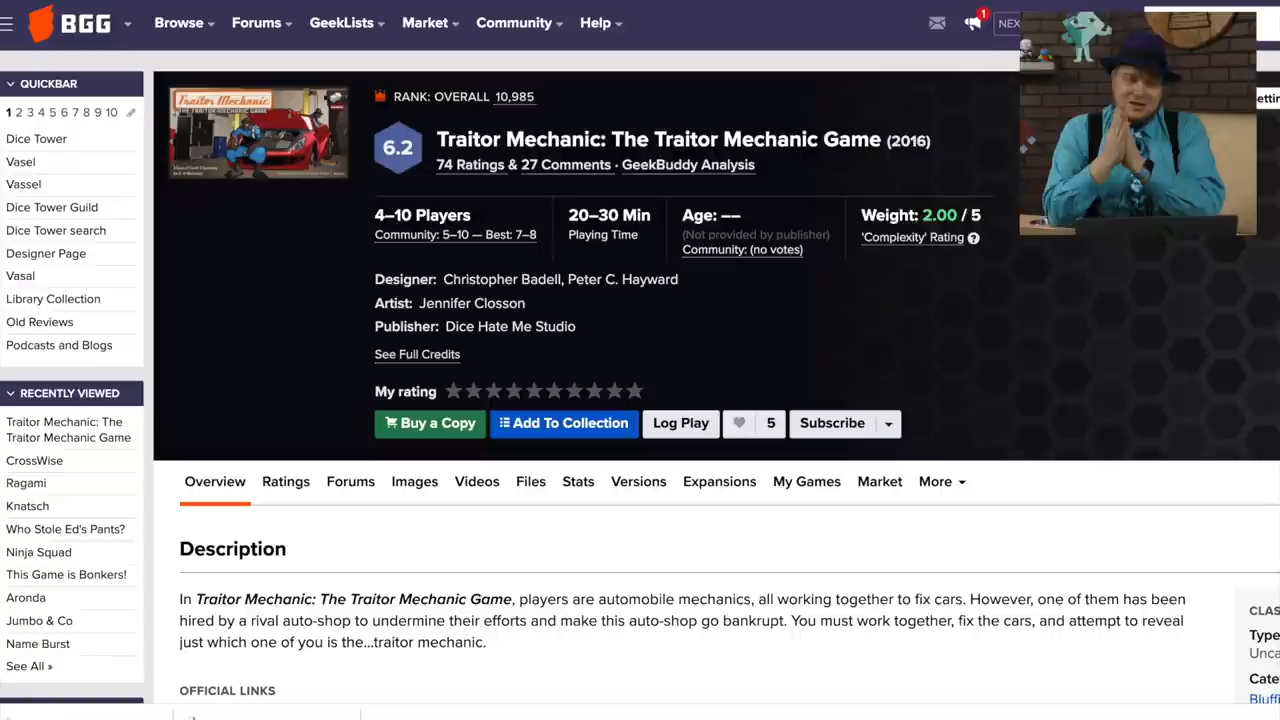 BGG
Browse
Forums
GeekLists
Market
Community
Help
1
NEX
QUICKBAR
1 2 3 4 5 6 7 8 9 10
Dice Tower
Vasel
Vassel
Dice Tower Guild
Dice Tower search
Designer Page
Vasal
Library Collection
Old Reviews
Podcasts and Blogs
RECENTLY VIEWED
Traitor Mechanic: The
Traitor Mechanic Game
CrossWise
Ragami
Knatsch
Who Stole Ed's Pants?
Ninja Squad
This Game is Bonkers!
Aronda
Jumbo & Co
Name Burst
See All »
Traitor Mechanic
THE TRAITOR MECHANIC GAME
RANK: OVERALL 10,985
6.2
Traitor Mechanic: The Traitor Mechanic Game (2016)
74 Ratings & 27 Comments · GeekBuddy Analysis
4–10 Players
Community: 5–10 — Best: 7–8
20–30 Min
Playing Time
Age: ––
(Not provided by publisher)
Community: (no votes)
Weight: 2.00 / 5
'Complexity' Rating
Designer: Christopher Badell, Peter C. Hayward
Artist: Jennifer Closson
Publisher: Dice Hate Me Studio
See Full Credits
My rating
Buy a Copy
Add To Collection
Log Play
5
Subscribe
Overview
Ratings
Forums
Images
Videos
Files
Stats
Versions
Expansions
My Games
Market
More
Description
In Traitor Mechanic: The Traitor Mechanic Game, players are automobile mechanics, all working together to fix cars. However, one of them has been
hired by a rival auto-shop to undermine their efforts and make this auto-shop go bankrupt. You must work together, fix the cars, and attempt to reveal
just which one of you is the...traitor mechanic.
OFFICIAL LINKS
CLAS
Type
Unca
Cate
Bluffi